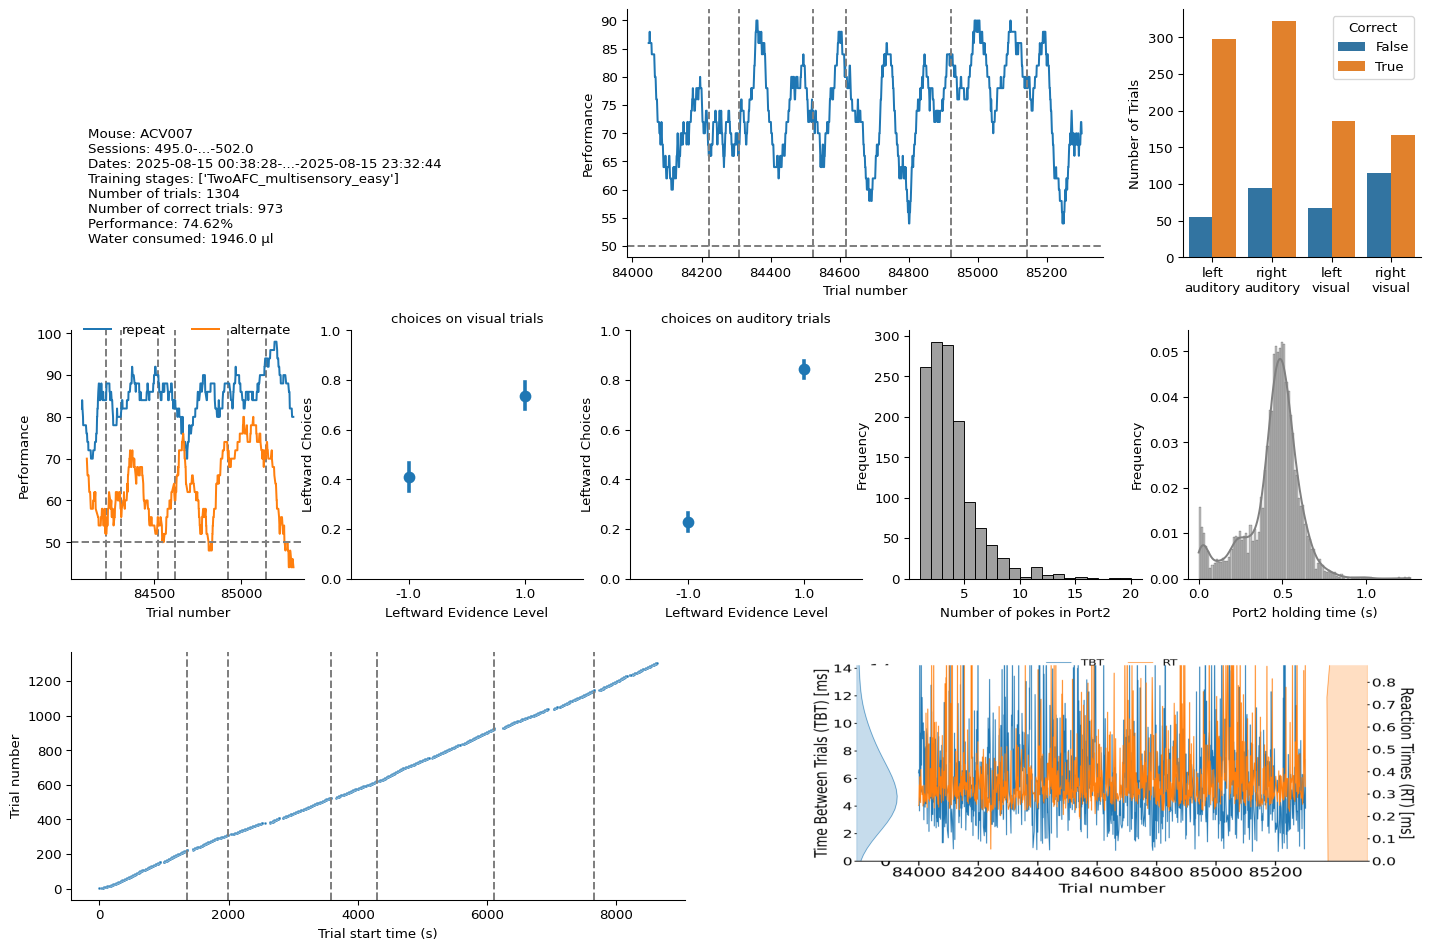 Mouse: ACV007
Sessions: 495.0-...-502.0
Dates: 2025-08-15 00:38:28-...-2025-08-15 23:32:44
Training stages: ['TwoAFC_multisensory_easy']
Number of trials: 1304
Number of correct trials: 973
Performance: 74.62%
Water consumed: 1946.0 µl
90
85
80
75
70
65
60
55
50
Performance
84000 84200 84400 84600 84800 85000 85200
Trial number
300
250
200
150
100
50
0
Number of Trials
Correct
False
True
left auditory
right auditory
left visual
right visual
repeat alternate
100
90
80
70
60
50
Performance
84500 85000
Trial number
choices on visual trials
1.0
0.8
0.6
0.4
0.2
0.0
Leftward Choices
-1.0 1.0
Leftward Evidence Level
choices on auditory trials
1.0
0.8
0.6
0.4
0.2
0.0
Leftward Choices
-1.0 1.0
Leftward Evidence Level
300
250
200
150
100
50
0
Frequency
5 10 15 20
Number of pokes in Port2
0.05
0.04
0.03
0.02
0.01
0.00
Frequency
0.0 0.5 1.0
Port2 holding time (s)
1200
1000
800
600
400
200
0
Trial number
0 2000 4000 6000 8000
Trial start time (s)
TBT RT
14
12
10
8
6
4
2
0
Time Between Trials (TBT) [ms]
84000 84200 84400 84600 84800 85000 85200
Trial number
0.8
0.7
0.6
0.5
0.4
0.3
0.2
0.1
0.0
Reaction Times (RT) [ms]